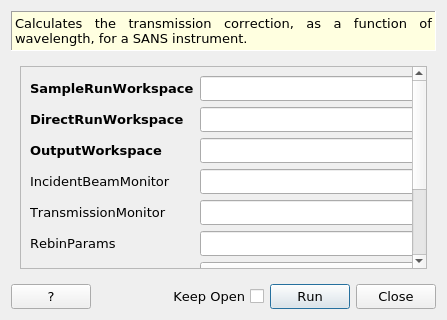 Calculates the transmission correction, as a function of
wavelength, for a SANS instrument.
SampleRunWorkspace
DirectRunWorkspace
OutputWorkspace
IncidentBeamMonitor
TransmissionMonitor
RebinParams
? Keep Open Run Close